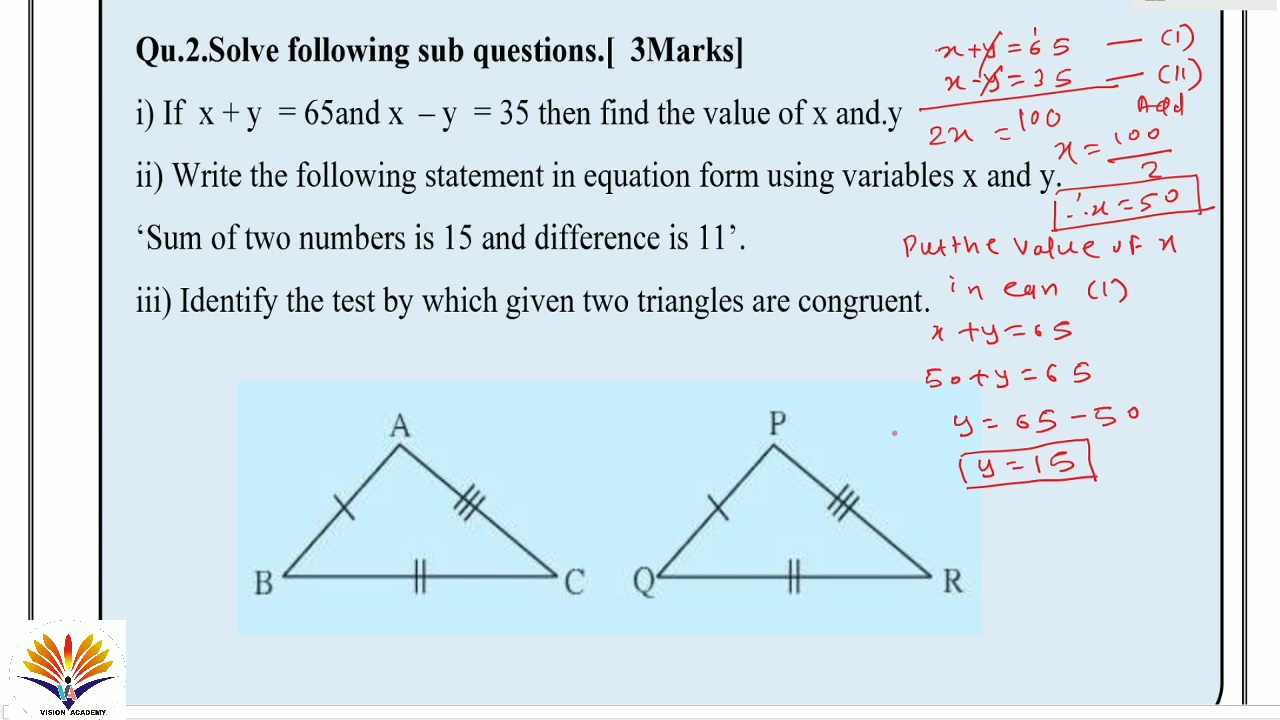 Qu.2.Solve following sub questions.[ 3Marks]
i) If x + y = 65and x – y = 35 then find the value of x and.y
ii) Write the following statement in equation form using variables x and y.
‘Sum of two numbers is 15 and difference is 11’.
iii) Identify the test by which given two triangles are congruent.
x + y = 65 — (I)
x - y = 35 — (II)
Add
2x = 100
x = 100
2
∴ x = 50
Put the value of x
in eqn (I)
x + y = 65
50 + y = 65
y = 65 - 50
y = 15
A
B
C
P
Q
R
VISION ACADEMY